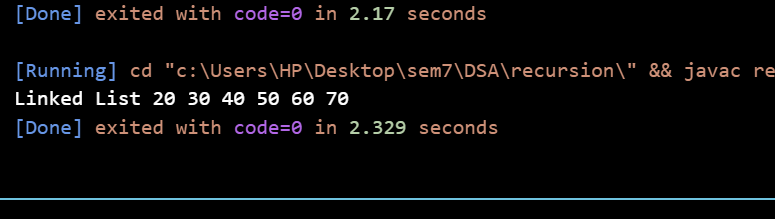 [Done] exited with code=0 in 2.17 seconds
[Running] cd "c:\Users\HP\Desktop\sem7\DSA\recursion\" && javac re
Linked List 20 30 40 50 60 70
[Done] exited with code=0 in 2.329 seconds